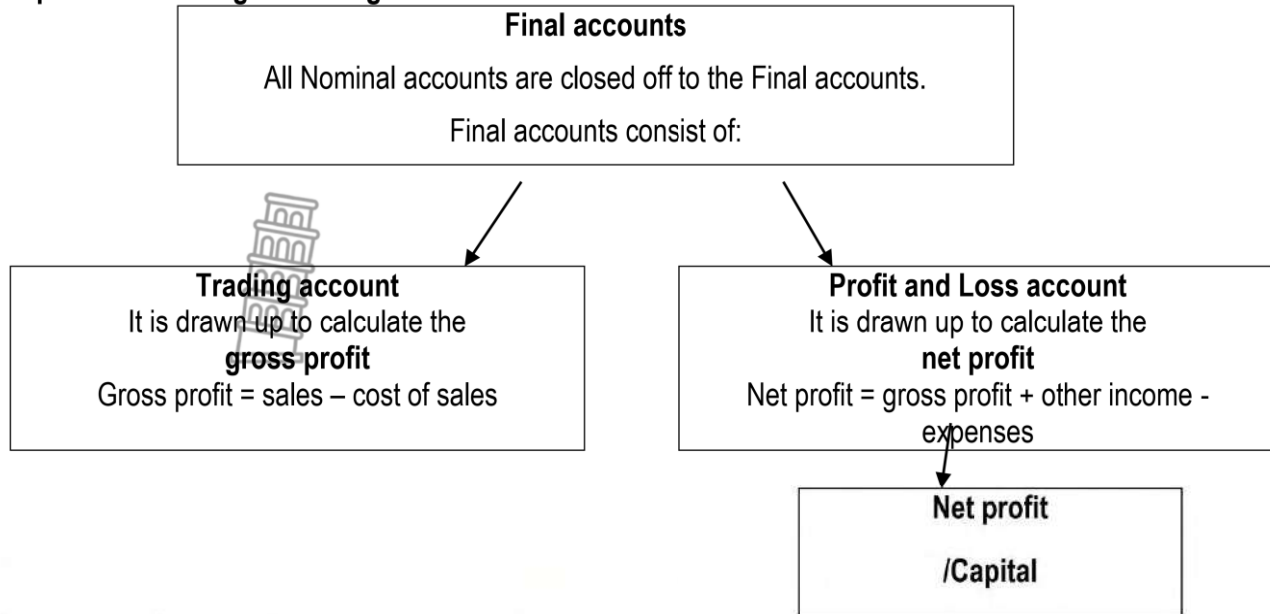 Final accounts
All Nominal accounts are closed off to the Final accounts.
Final accounts consist of:
Trading account
It is drawn up to calculate the
gross profit
Gross profit = sales – cost of sales
Profit and Loss account
It is drawn up to calculate the
net profit
Net profit = gross profit + other income -
expenses
Net profit
/Capital